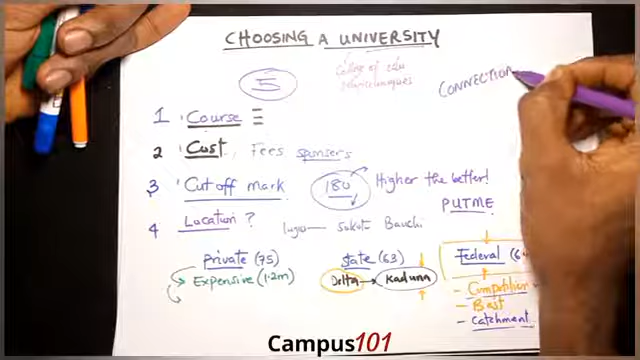 CHOOSING A UNIVERSITY
5
College of edu
polytechniques
CONNECTION
1 Course
2 Cost, Fees sponsers
3 Cut off mark 180 Higher the better!
PUTME
4 Location? Sokoto Bauchi
private (75) state (63) Federal
Expensive (1.2m) Delta Kaduna
- Competition
- Best
- Catchment
Campus101